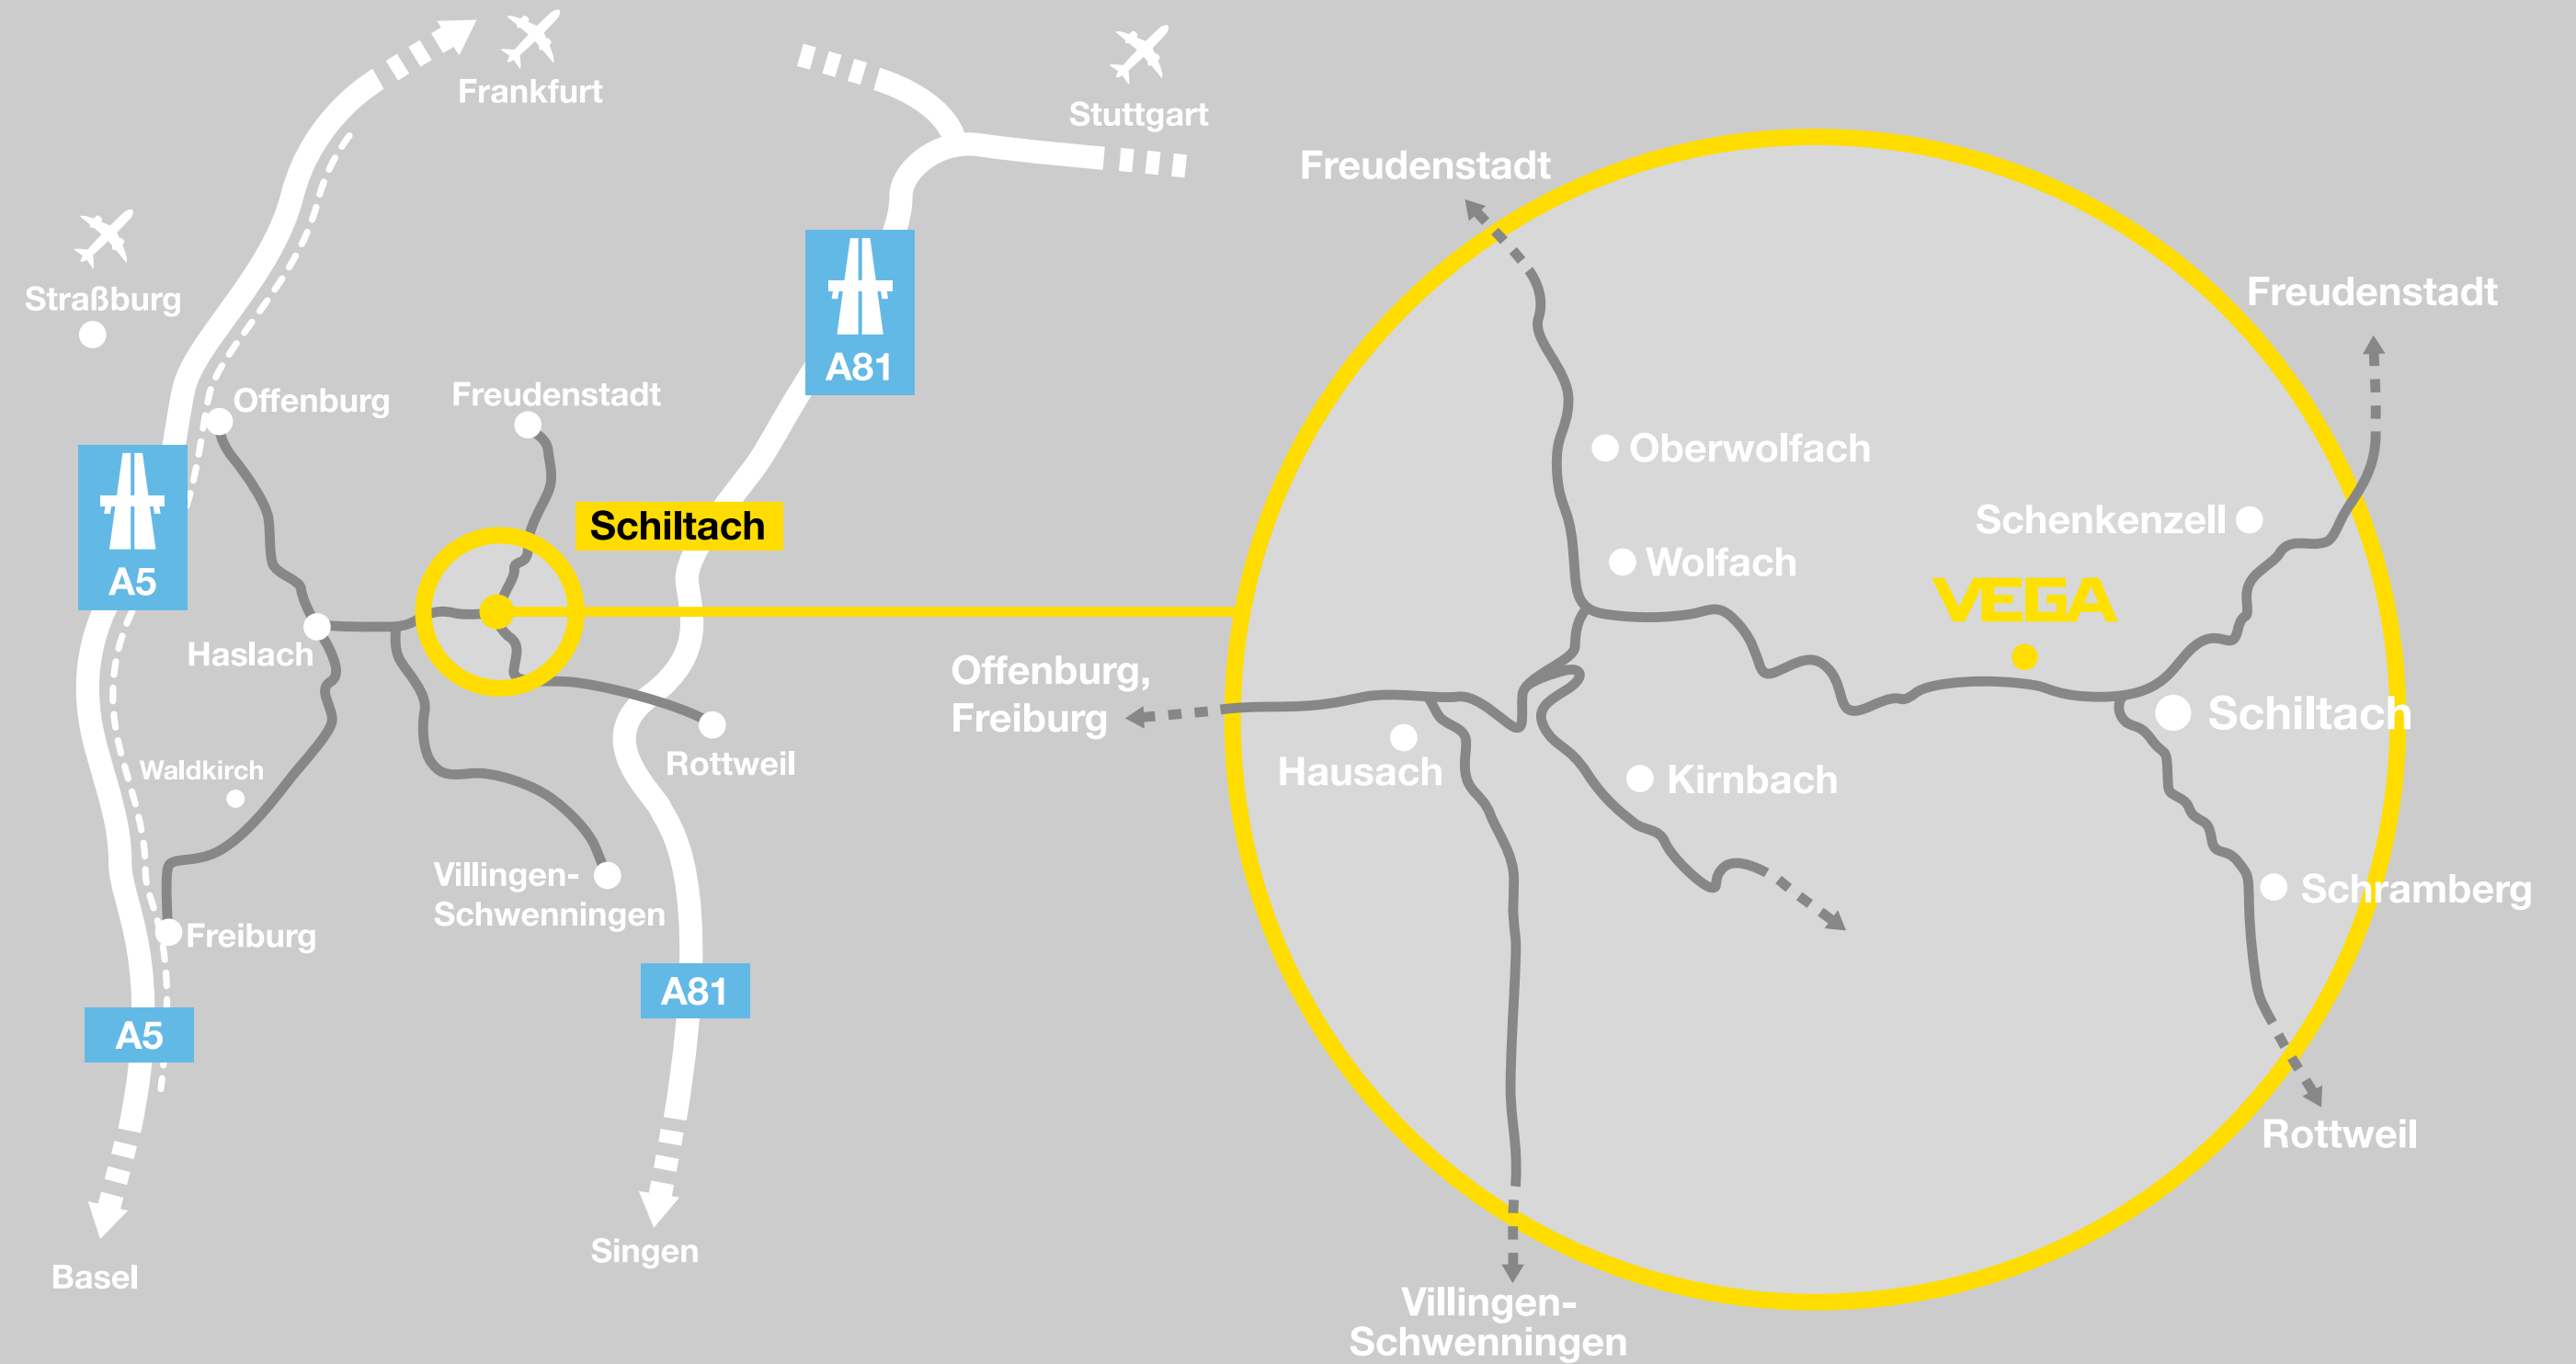 Frankfurt
Stuttgart
Straßburg
A81
Offenburg
Freudenstadt
Schiltach
A5
Haslach
Waldkirch
Rottweil
Villingen-
Schwenningen
Freiburg
A81
A5
Singen
Basel
Freudenstadt
Freudenstadt
Oberwolfach
Schenkenzell
Wolfach
VEGA
Offenburg,
Freiburg
Schiltach
Hausach
Kirnbach
Schramberg
Rottweil
Villingen-
Schwenningen